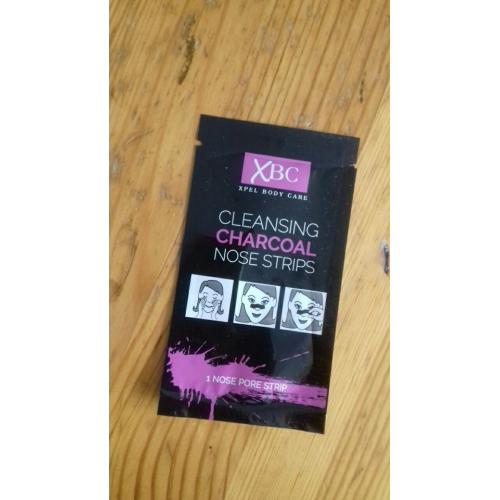 XBC
XPEL BODY CARE
CLEANSING
CHARCOAL
NOSE STRIPS
1 NOSE PORE STRIP